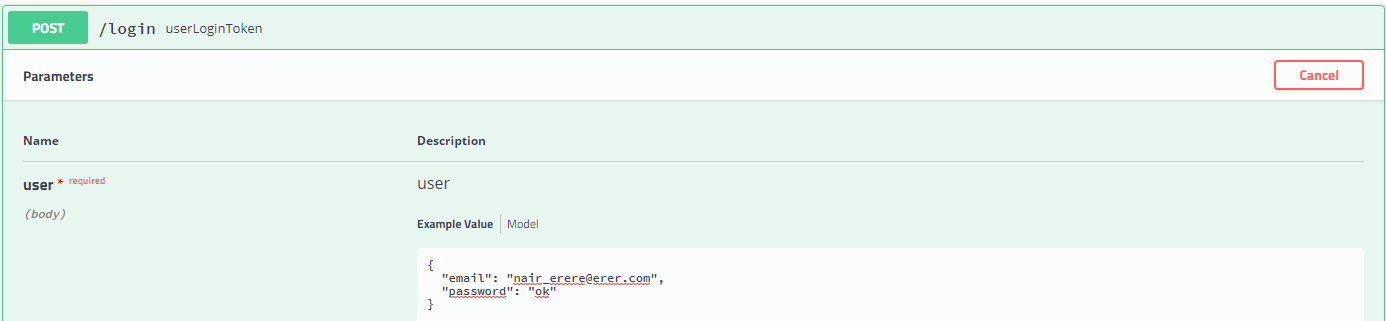 POST /login userLoginToken
Parameters Cancel
Name Description
user * required user
(body)
Example Value Model
{
"email": "nair_erere@erer.com",
"password": "ok"
}